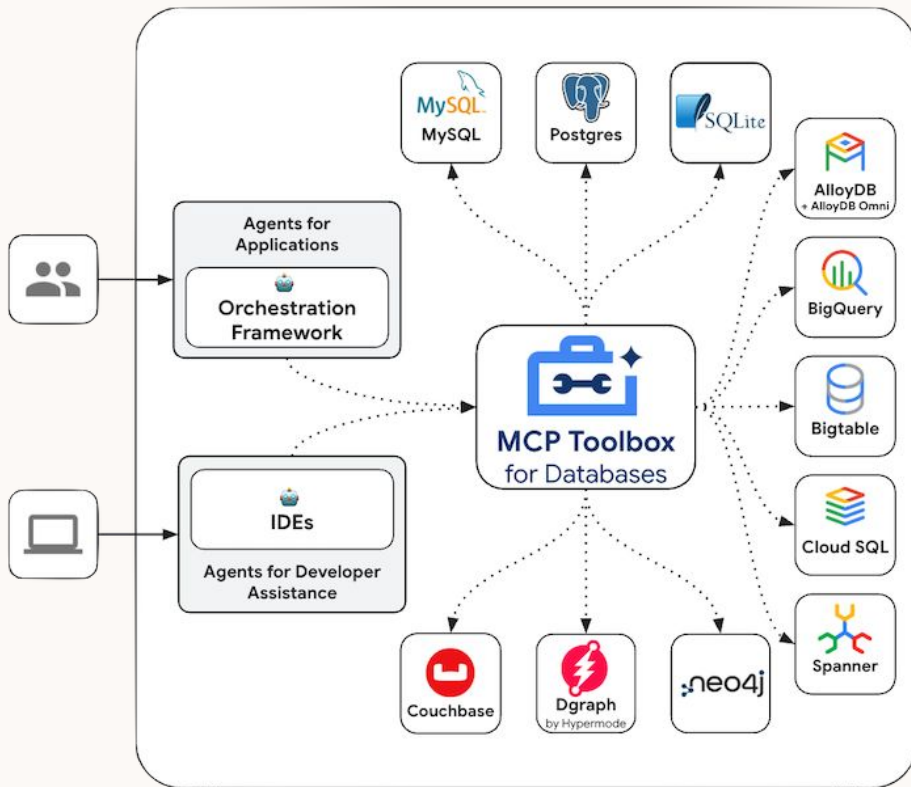 MySQL™
MySQL
Postgres
SQLite
AlloyDB
+ AlloyDB Omni
Agents for
Applications
Orchestration
Framework
BigQuery
MCP Toolbox
for Databases
Bigtable
IDEs
Agents for Developer
Assistance
Cloud SQL
Couchbase
Dgraph
by Hypermode
neo4j
Spanner